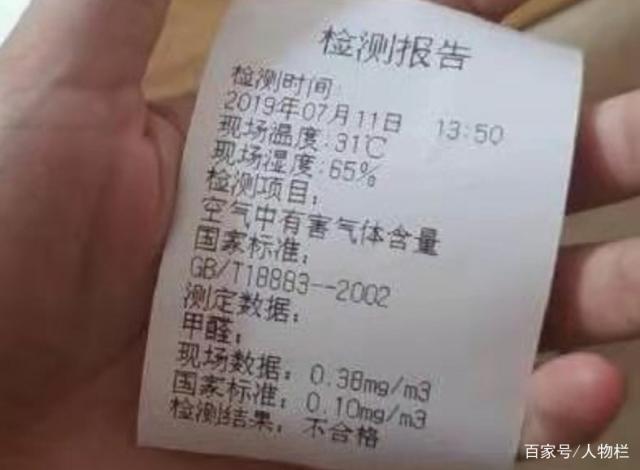 检测报告
检测时间:
2019年07月11日 13:50
现场温度:31℃
现场湿度:65%
检测项目:
空气中有害气体含量
国家标准:
GB/T18883--2002
测定数据:
甲醛:
现场数据: 0.38mg/m3
国家标准: 0.10mg/m3
检测结果: 不合格
百家号/人物栏